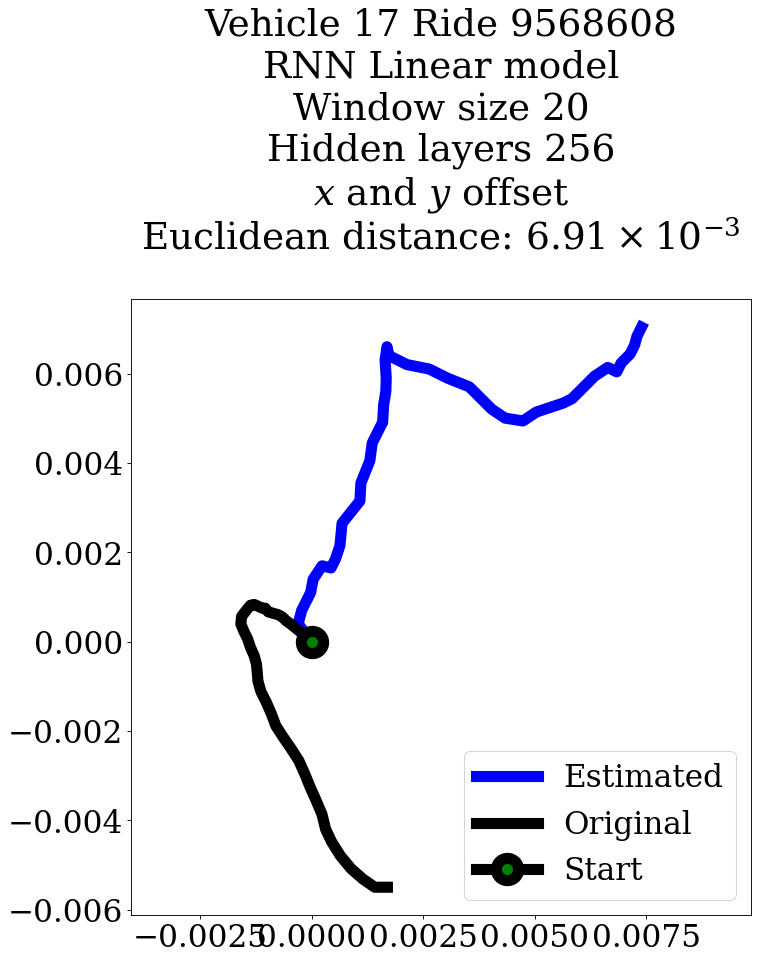 Vehicle 17 Ride 9568608
RNN Linear model
Window size 20
Hidden layers 256
x and y offset
Euclidean distance: 6.91 × 10⁻³
0.006
0.004
0.002
0.000
−0.002
−0.004
−0.006
Estimated
Original
Start
−0.0025 0.0000 0.0025 0.0050 0.0075